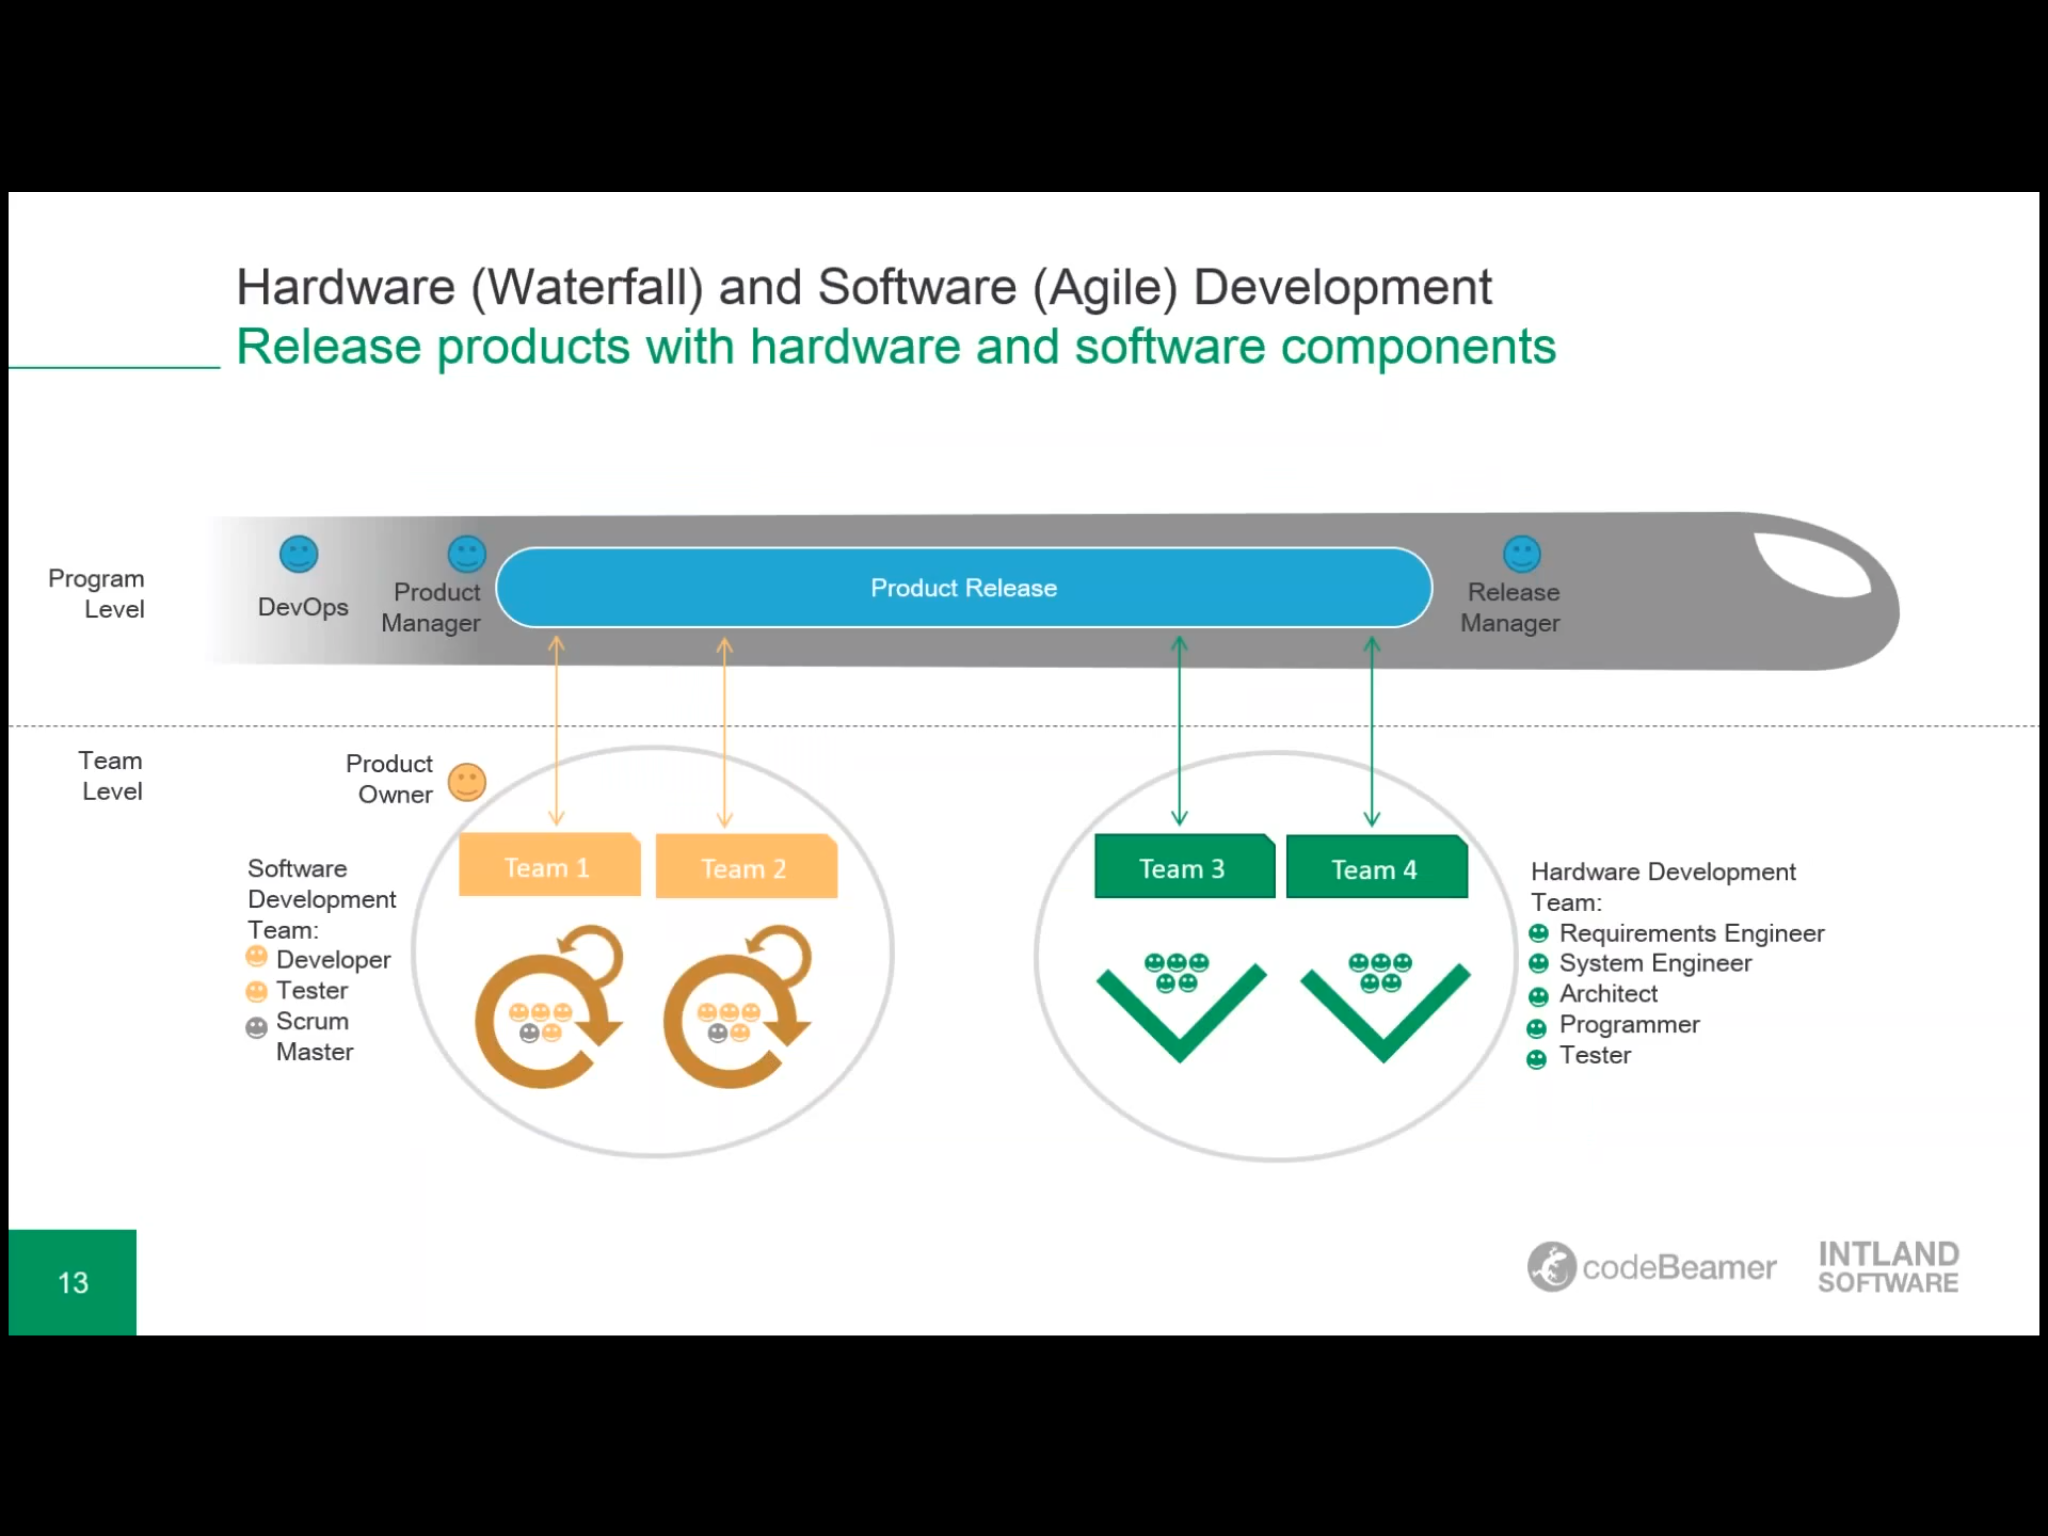 Hardware (Waterfall) and Software (Agile) Development
Release products with hardware and software components
Program
Level
DevOps
Product
Manager
Product Release
Release
Manager
Team
Level
Product
Owner
Software
Development
Team:
Developer
Tester
Scrum
Master
Team 1
Team 2
Team 3
Team 4
Hardware Development
Team:
Requirements Engineer
System Engineer
Architect
Programmer
Tester
13
codeBeamer
INTLAND
SOFTWARE